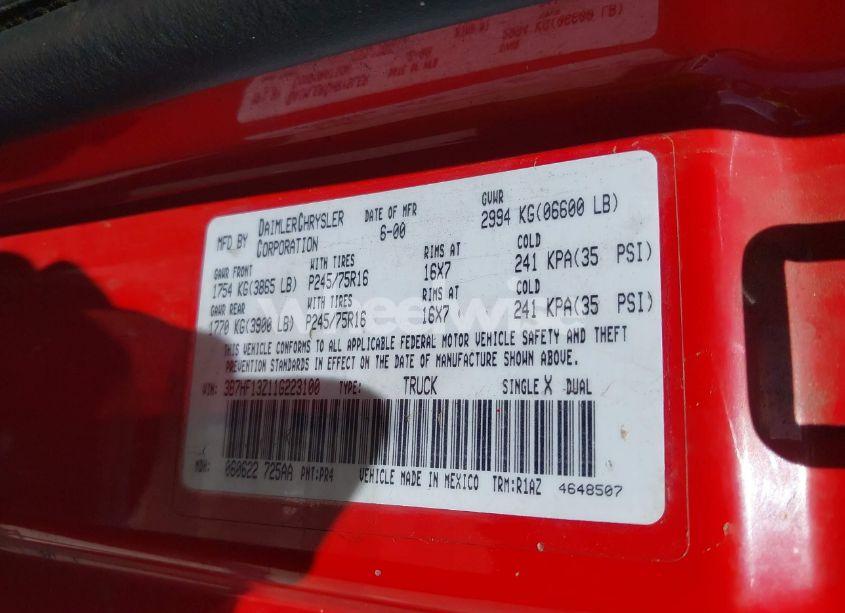 MFD BY DAIMLERCHRYSLER CORPORATION DATE OF MFR 6-00 GVWR 2994 KG(06600 LB)
GAWR FRONT WITH TIRES RIMS AT COLD
1754 KG(3865 LB) P245/75R16 16X7 241 KPA(35 PSI)
GAWR REAR WITH TIRES RIMS AT COLD
1770 KG(3900 LB) P245/75R16 16X7 241 KPA(35 PSI)
THIS VEHICLE CONFORMS TO ALL APPLICABLE FEDERAL MOTOR VEHICLE SAFETY AND THEFT
PREVENTION STANDARDS IN EFFECT ON THE DATE OF MANUFACTURE SHOWN ABOVE.
VIN: 3B7HF13Z11G223100 TYPE: TRUCK SINGLE X DUAL
MDH: 060622 725AA PNT:PR4 VEHICLE MADE IN MEXICO TRM:R1AZ 4648507